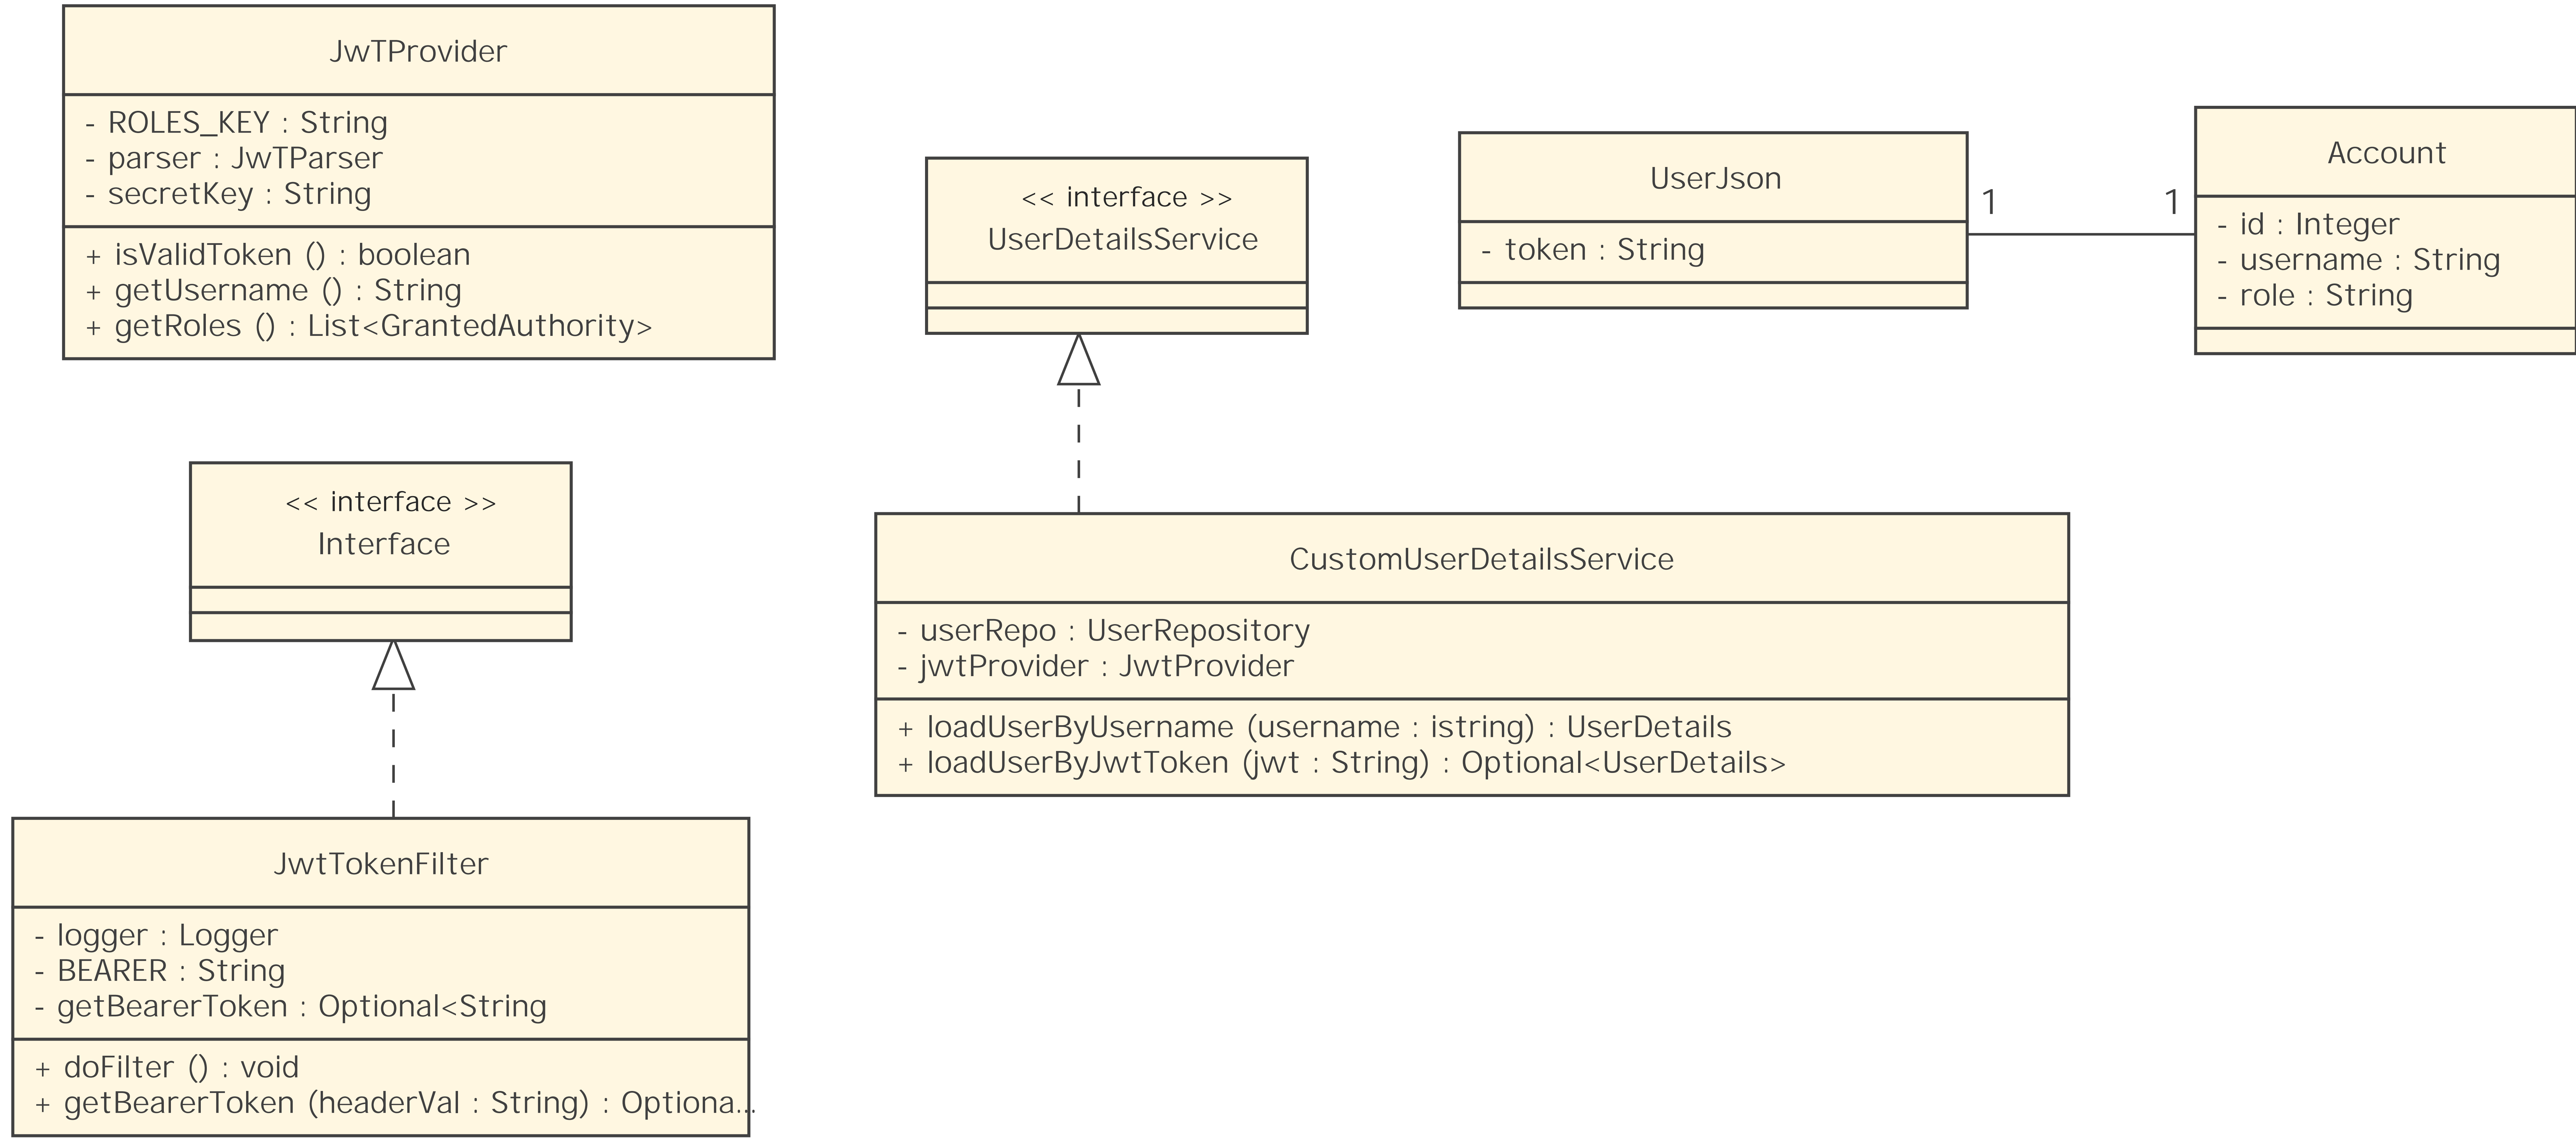 JwTProvider
- ROLES_KEY : String
- parser : JwTParser
- secretKey : String
+ isValidToken () : boolean
+ getUsername () : String
+ getRoles () : List<GrantedAuthority>
<< interface >>
UserDetailsService
UserJson
- token : String
1
1
Account
- id : Integer
- username : String
- role : String
<< interface >>
Interface
CustomUserDetailsService
- userRepo : UserRepository
- jwtProvider : JwtProvider
+ loadUserByUsername (username : istring) : UserDetails
+ loadUserByJwtToken (jwt : String) : Optional<UserDetails>
JwtTokenFilter
- logger : Logger
- BEARER : String
- getBearerToken : Optional<String
+ doFilter () : void
+ getBearerToken (headerVal : String) : Optiona...